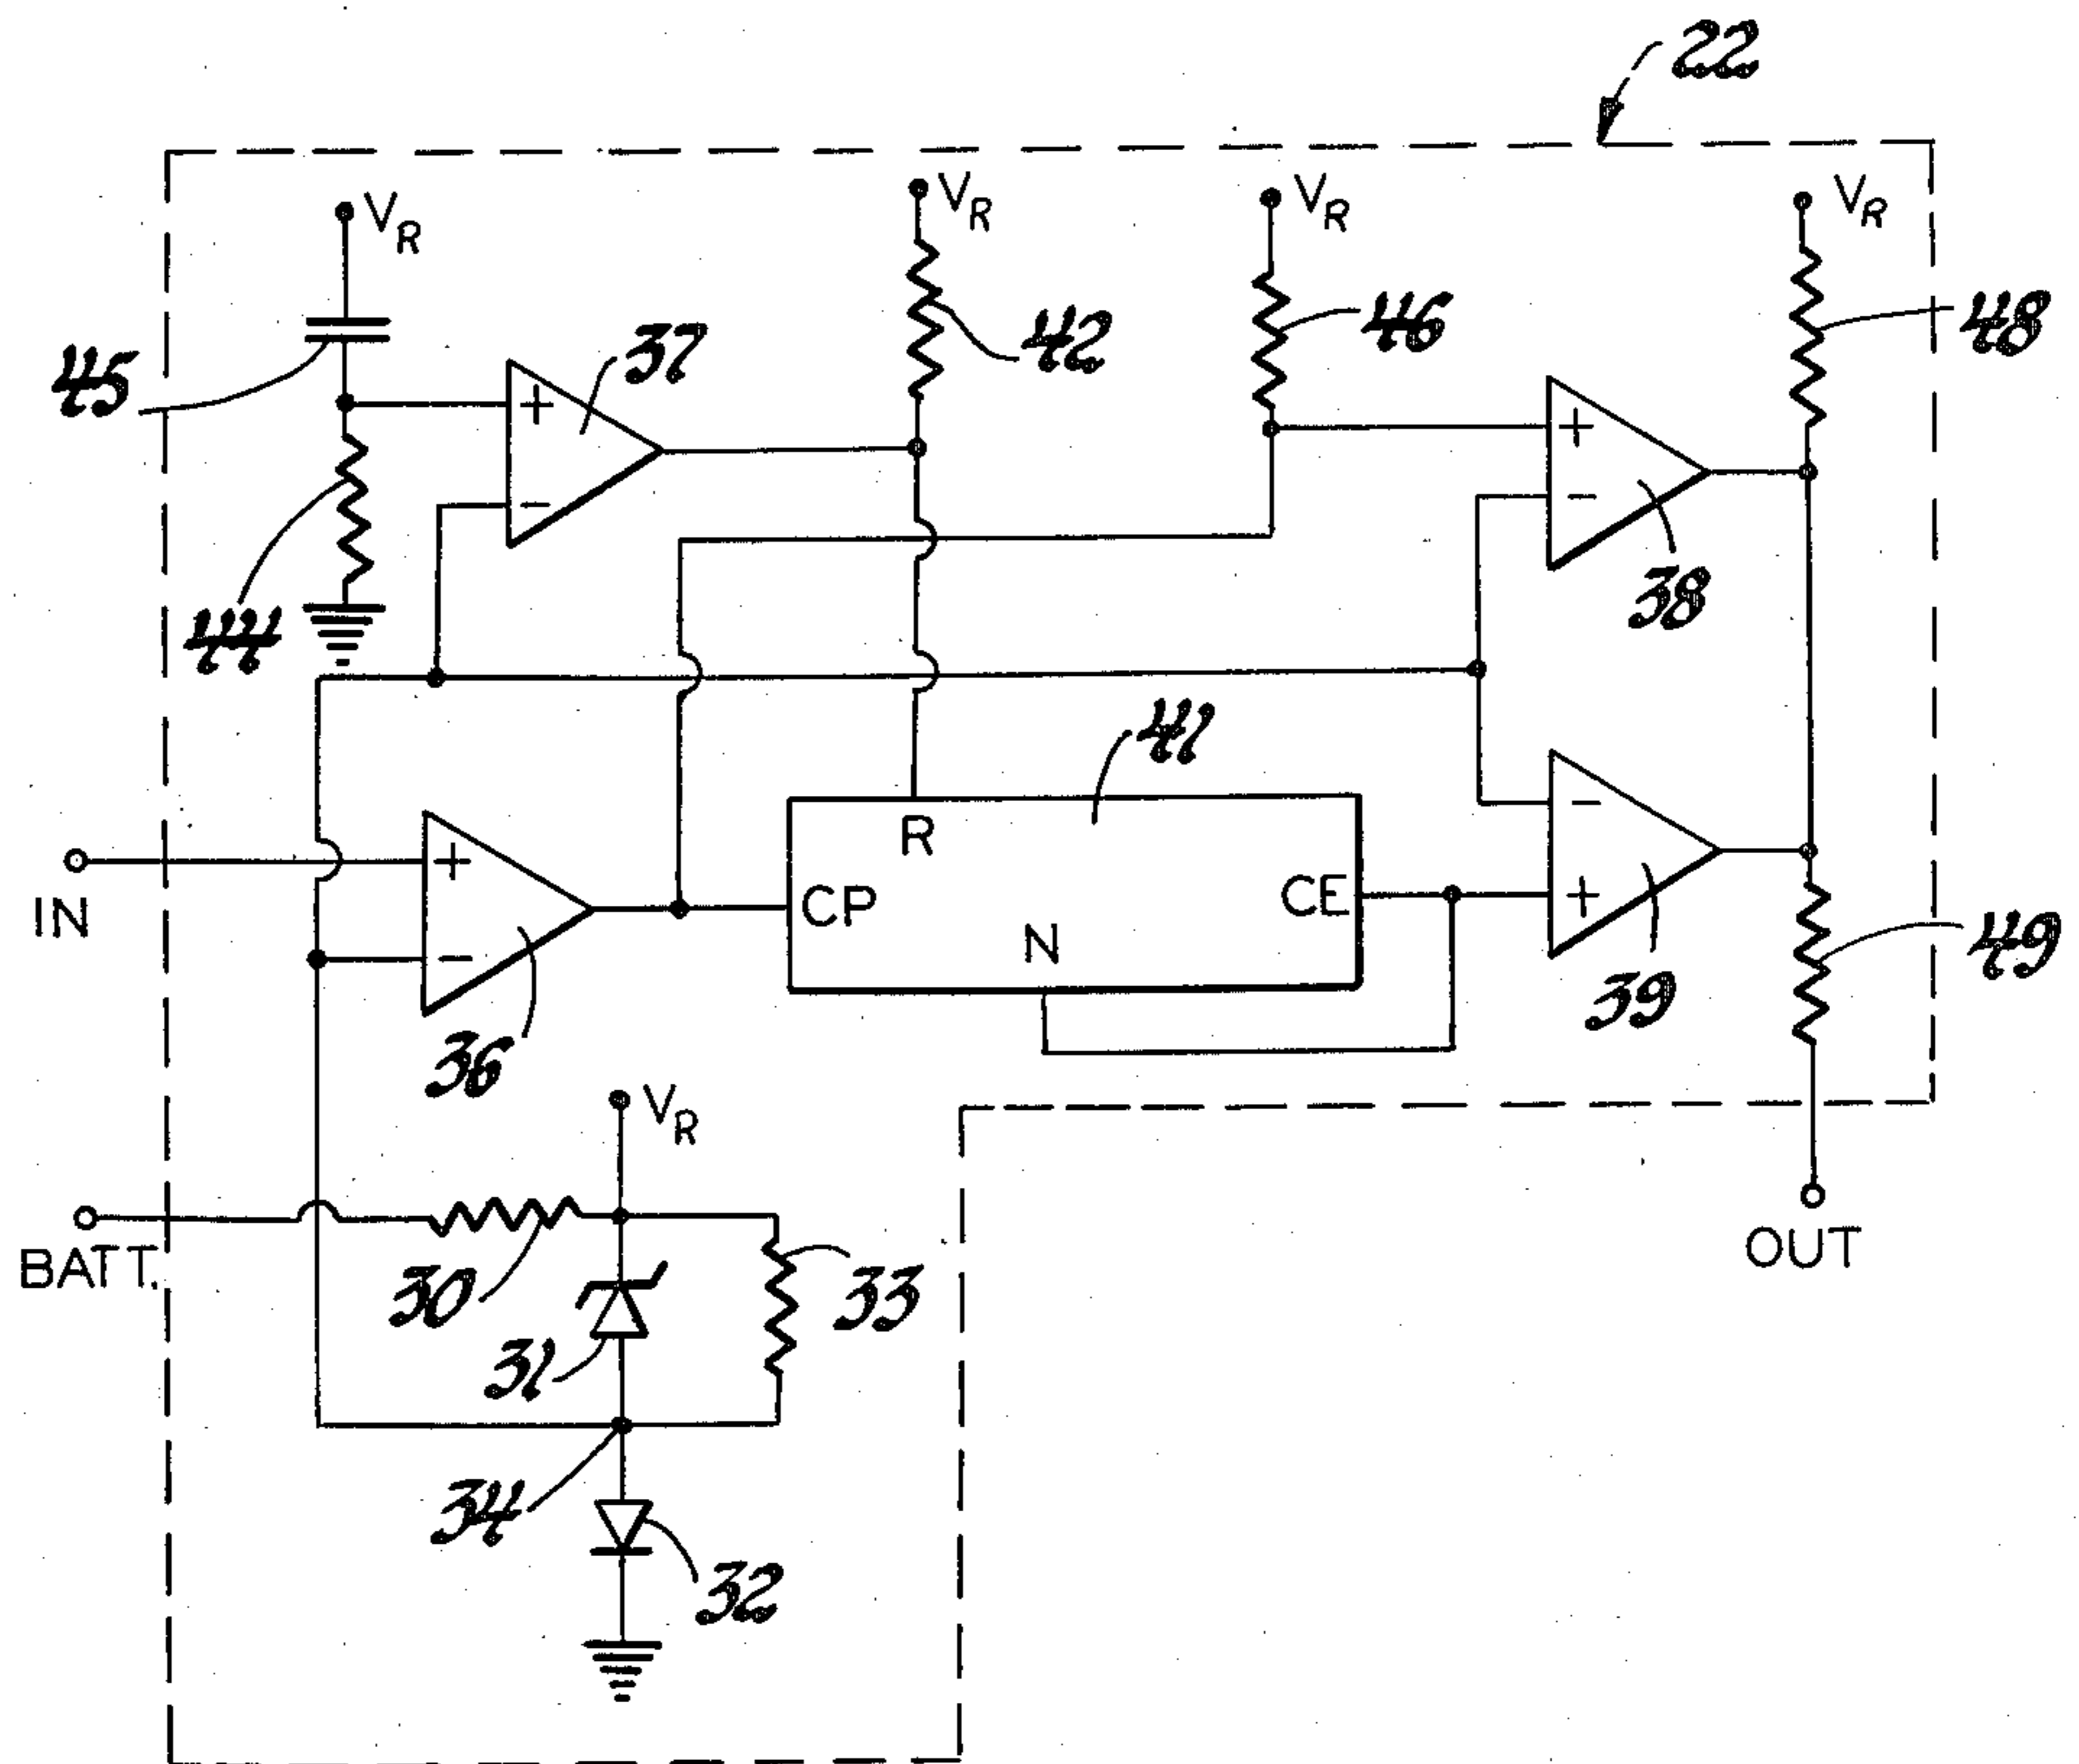 22
V_R
V_R
V_R
V_R
45
+
37
42
46
48
+
−
−
44
38
41
R
−
IN
+
CP
CE
+
N
−
49
36
39
V_R
BATT.
OUT
30
33
31
34
32